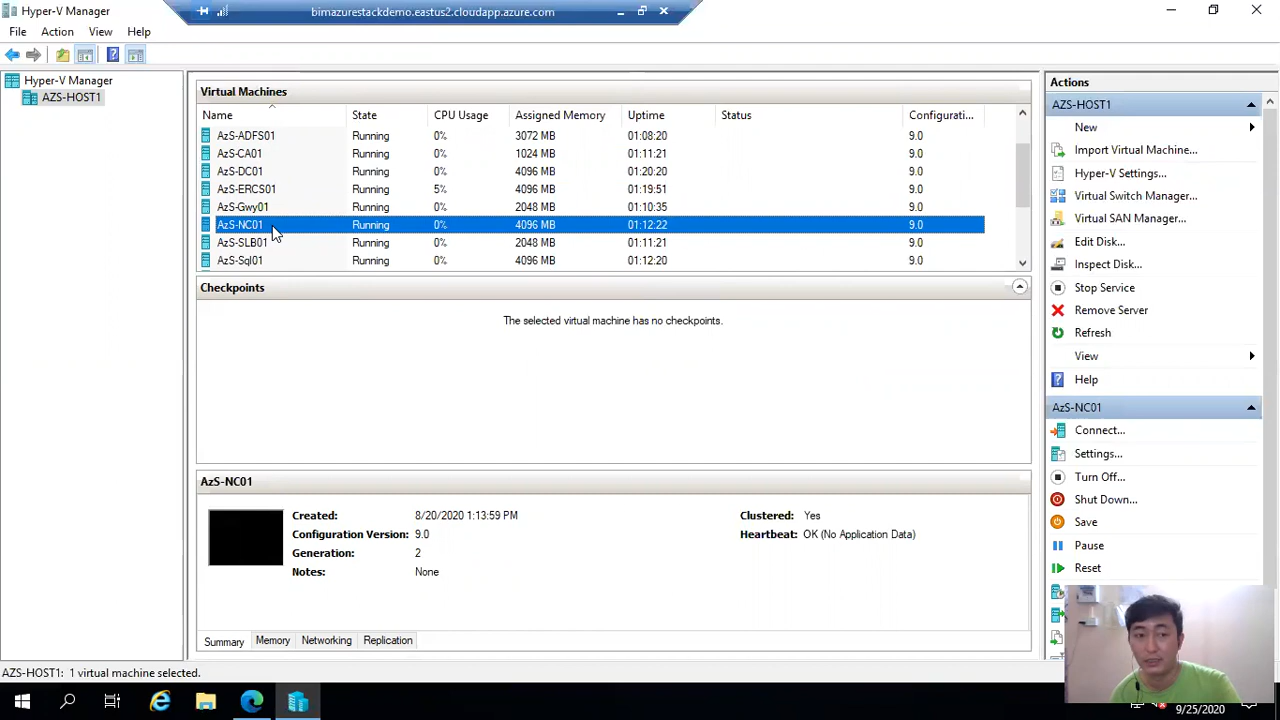 Hyper-V Manager
bimazurestackdemo.eastus2.cloudapp.azure.com
File Action View Help
Hyper-V Manager
AZS-HOST1
Virtual Machines
Name State CPU Usage Assigned Memory Uptime Status Configurati...
AzS-ADFS01 Running 0% 3072 MB 01:08:20 9.0
AzS-CA01 Running 0% 1024 MB 01:11:21 9.0
AzS-DC01 Running 0% 4096 MB 01:20:20 9.0
AzS-ERCS01 Running 5% 4096 MB 01:19:51 9.0
AzS-Gwy01 Running 0% 2048 MB 01:10:35 9.0
AzS-NC01 Running 0% 4096 MB 01:12:22 9.0
AzS-SLB01 Running 0% 2048 MB 01:11:21 9.0
AzS-Sql01 Running 0% 4096 MB 01:12:20 9.0
Checkpoints
The selected virtual machine has no checkpoints.
AzS-NC01
Created: 8/20/2020 1:13:59 PM
Configuration Version: 9.0
Generation: 2
Notes: None
Clustered: Yes
Heartbeat: OK (No Application Data)
Summary Memory Networking Replication
Actions
AZS-HOST1
New
Import Virtual Machine...
Hyper-V Settings...
Virtual Switch Manager...
Virtual SAN Manager...
Edit Disk...
Inspect Disk...
Stop Service
Remove Server
Refresh
View
Help
AzS-NC01
Connect...
Settings...
Turn Off...
Shut Down...
Save
Pause
Reset
AZS-HOST1: 1 virtual machine selected.
9/25/2020